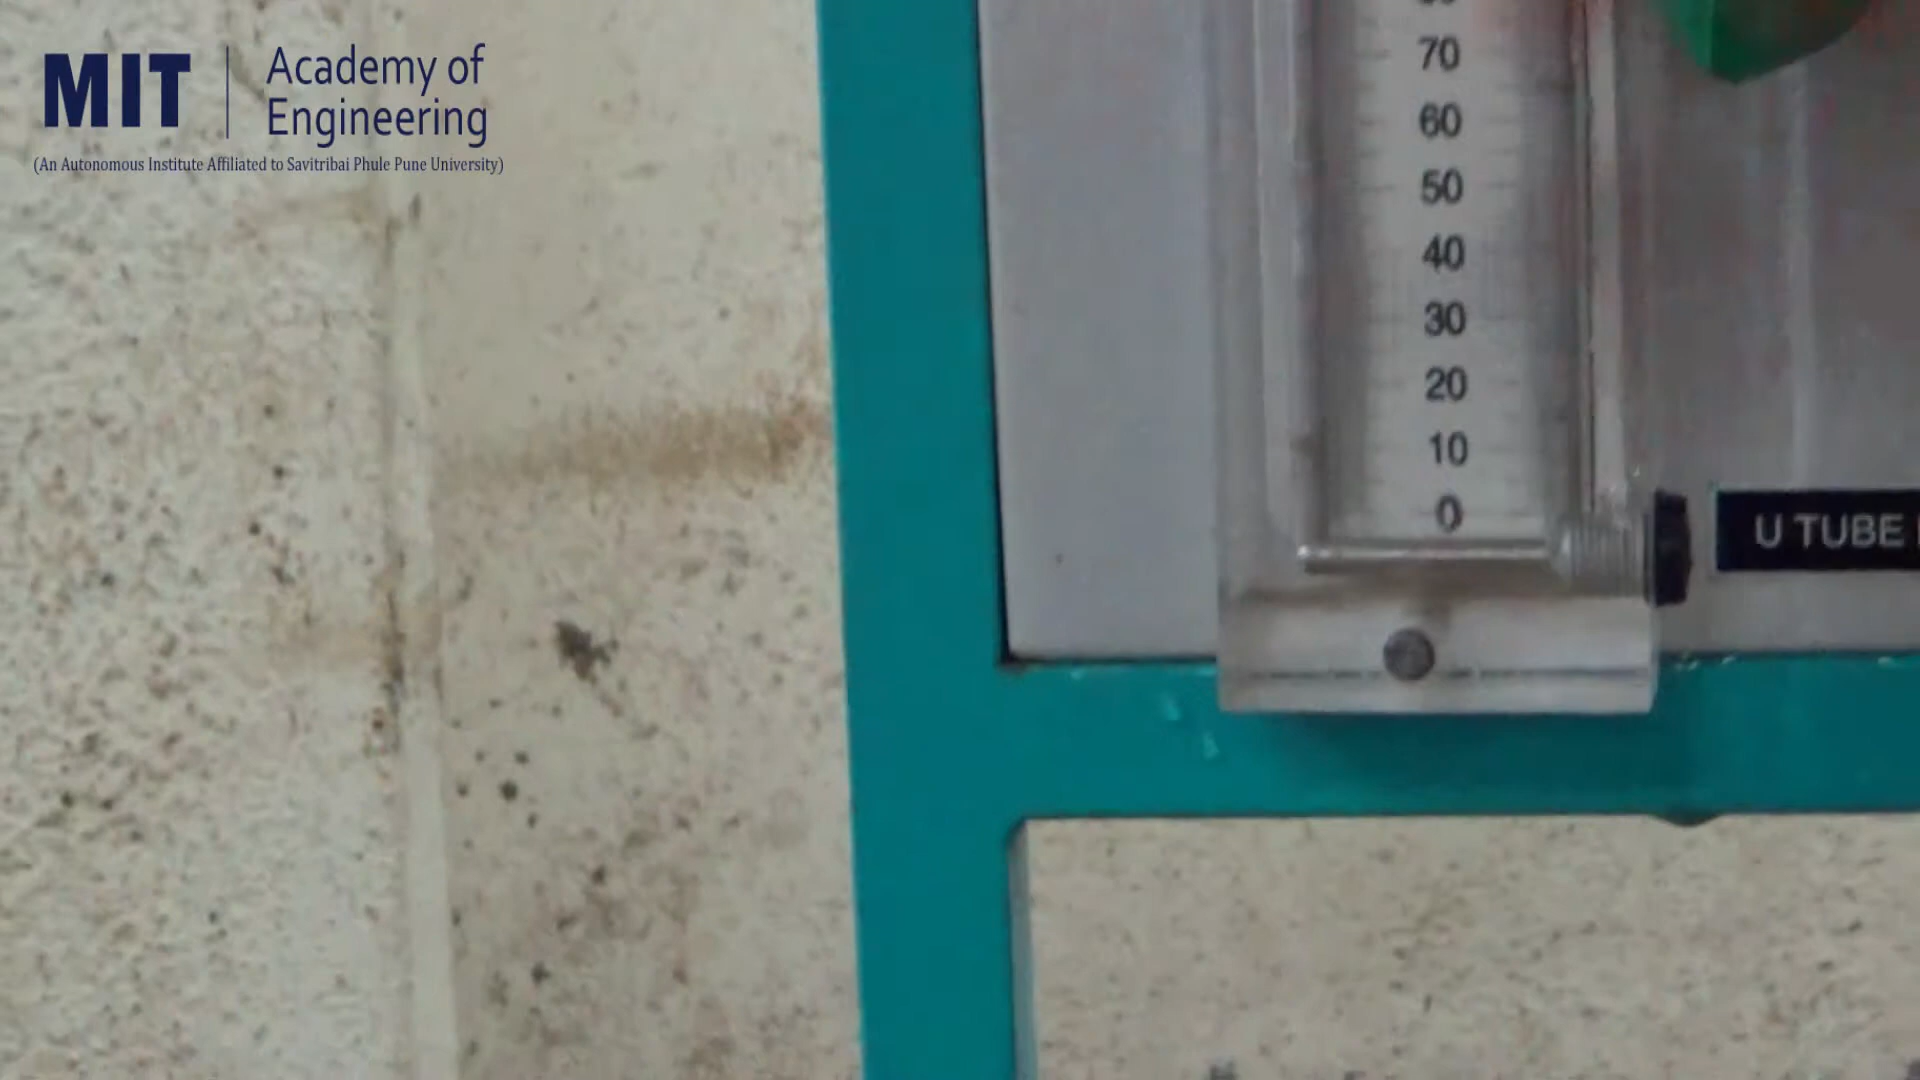 MIT
Academy of
Engineering
(An Autonomous Institute Affiliated to Savitribai Phule Pune University)
70
60
50
40
30
20
10
0
U TUBE